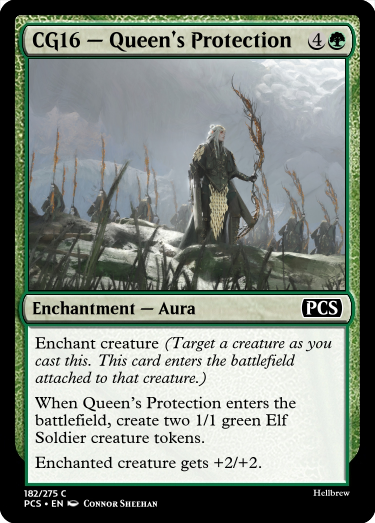 CG16 — Queen's Protection 4
Enchantment — Aura PCS
Enchant creature (Target a creature as you
cast this. This card enters the battlefield
attached to that creature.)
When Queen's Protection enters the
battlefield, create two 1/1 green Elf
Soldier creature tokens.
Enchanted creature gets +2/+2.
182/275 C Hellbrew
PCS • EN Connor Sheehan